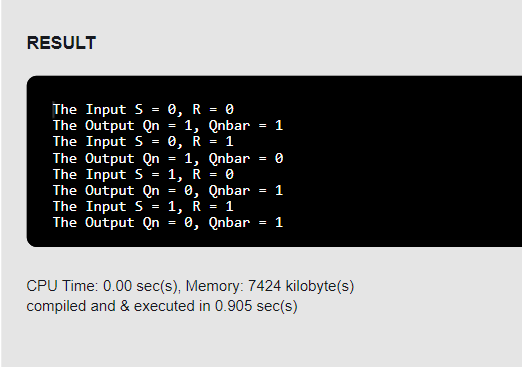 RESULT
The Input S = 0, R = 0
The Output Qn = 1, Qnbar = 1
The Input S = 0, R = 1
The Output Qn = 1, Qnbar = 0
The Input S = 1, R = 0
The Output Qn = 0, Qnbar = 1
The Input S = 1, R = 1
The Output Qn = 0, Qnbar = 1
CPU Time: 0.00 sec(s), Memory: 7424 kilobyte(s)
compiled and & executed in 0.905 sec(s)